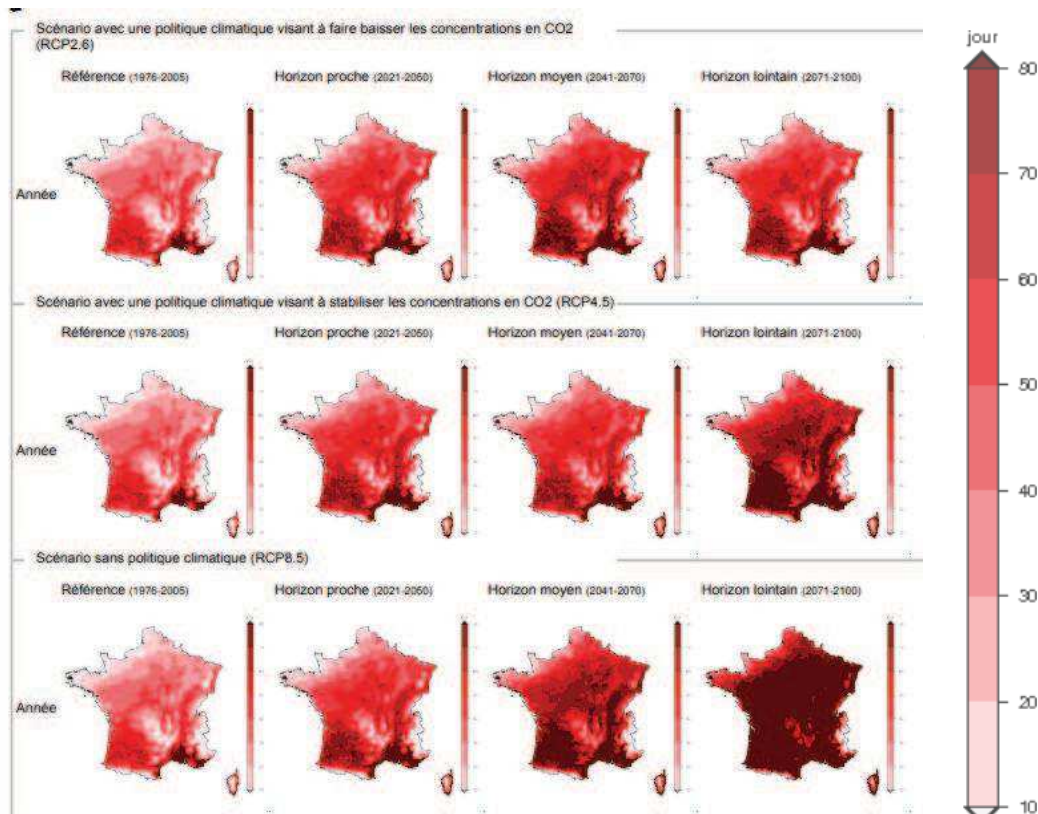 Scénario avec une politique climatique visant à faire baisser les concentrations en CO2
(RCP2.6)
Référence (1976-2005)
Horizon proche (2021-2050)
Horizon moyen (2041-2070)
Horizon lointain (2071-2100)
Année
Scénario avec une politique climatique visant à stabiliser les concentrations en CO2 (RCP4.5)
Référence (1976-2005)
Horizon proche (2021-2050)
Horizon moyen (2041-2070)
Horizon lointain (2071-2100)
Année
Scénario sans politique climatique (RCP8.5)
Référence (1976-2005)
Horizon proche (2021-2050)
Horizon moyen (2041-2070)
Horizon lointain (2071-2100)
Année
jour
80
70
60
50
40
30
20
10